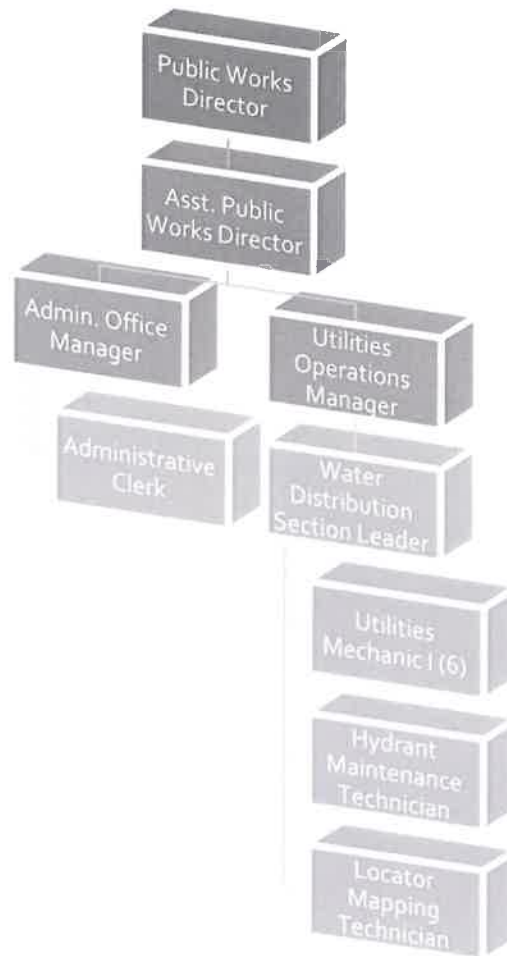 Public Works
Director
Asst. Public
Works Director
Admin. Office
Manager
Utilities
Operations
Manager
Administrative
Clerk
Water
Distribution
Section Leader
Utilities
Mechanic I (6)
Hydrant
Maintenance
Technician
Locator
Mapping
Technician